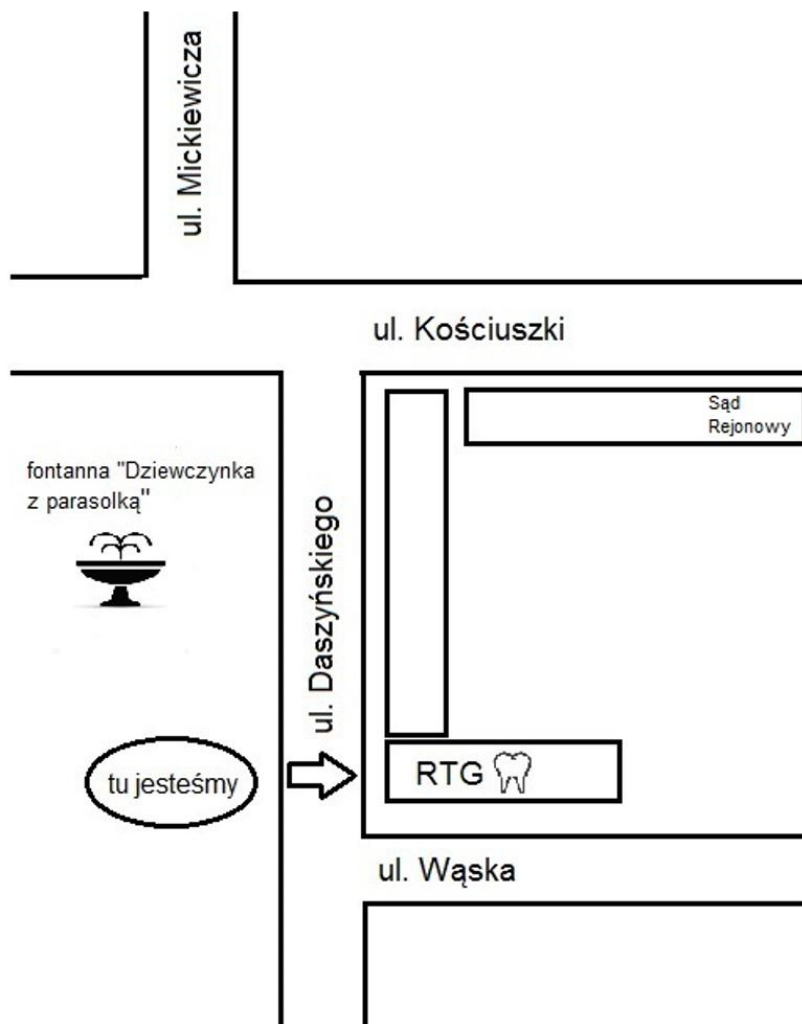 ul. Mickiewicza
ul. Kościuszki
Sąd
Rejonowy
fontanna "Dziewczynka
z parasolką"
ul. Daszyńskiego
tu jesteśmy
RTG
ul. Wąska